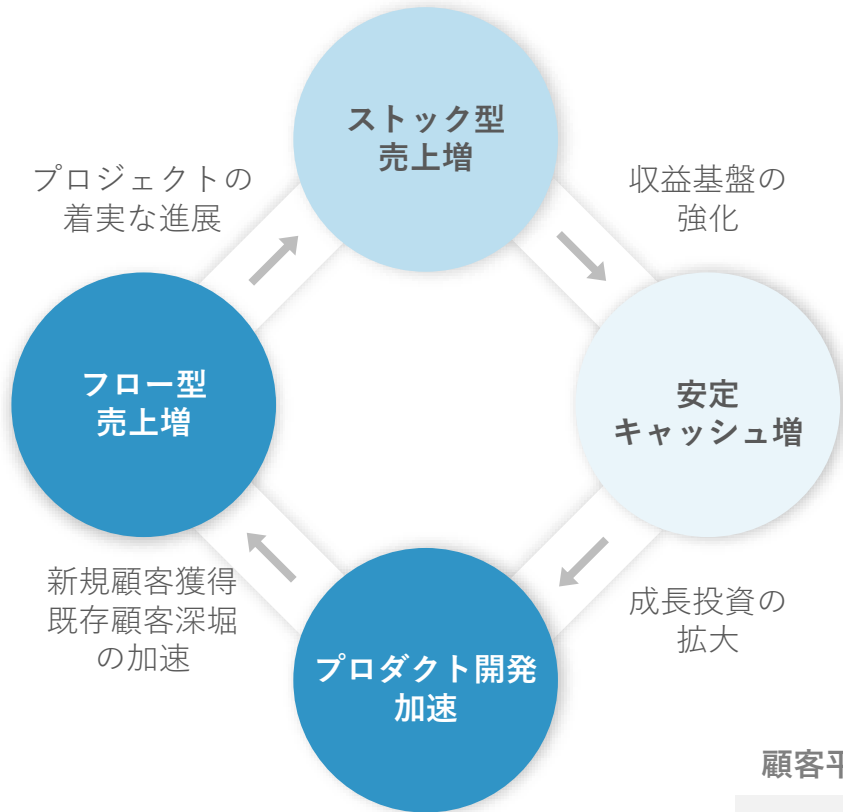 ストック型
売上増
プロジェクトの
着実な進展
収益基盤の
強化
フロー型
売上増
安定
キャッシュ増
新規顧客獲得
既存顧客深堀
の加速
成長投資の
拡大
プロダクト開発
加速
顧客平